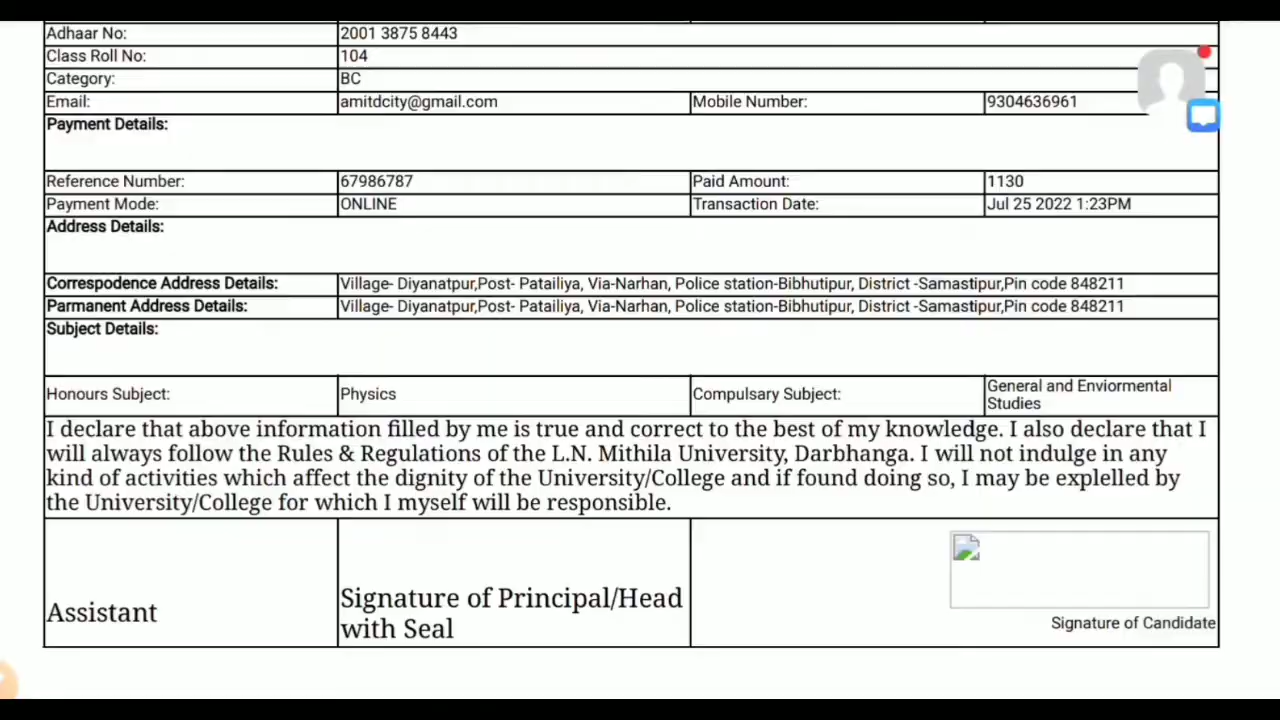 Adhaar No: 2001 3875 8443
Class Roll No: 104
Category: BC
Email: amitdcity@gmail.com Mobile Number: 9304636961
Payment Details:
Reference Number: 67986787 Paid Amount: 1130
Payment Mode: ONLINE Transaction Date: Jul 25 2022 1:23PM
Address Details:
Correspodence Address Details: Village- Diyanatpur,Post- Patailiya, Via-Narhan, Police station-Bibhutipur, District -Samastipur,Pin code 848211
Parmanent Address Details: Village- Diyanatpur,Post- Patailiya, Via-Narhan, Police station-Bibhutipur, District -Samastipur,Pin code 848211
Subject Details:
Honours Subject: Physics Compulsary Subject: General and Enviormental
Studies
I declare that above information filled by me is true and correct to the best of my knowledge. I also declare that I
will always follow the Rules & Regulations of the L.N. Mithila University, Darbhanga. I will not indulge in any
kind of activities which affect the dignity of the University/College and if found doing so, I may be explelled by
the University/College for which I myself will be responsible.
Assistant
Signature of Principal/Head
with Seal
Signature of Candidate